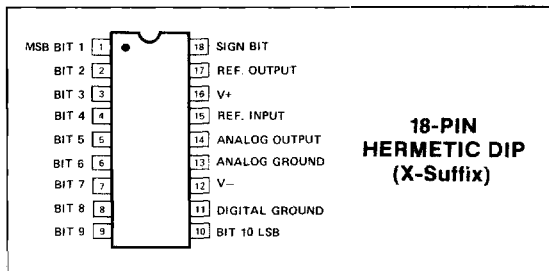 MSB BIT 1 1
BIT 2 2
BIT 3 3
BIT 4 4
BIT 5 5
BIT 6 6
BIT 7 7
BIT 8 8
BIT 9 9
18 SIGN BIT
17 REF. OUTPUT
16 V+
15 REF. INPUT
14 ANALOG OUTPUT
13 ANALOG GROUND
12 V−
11 DIGITAL GROUND
10 BIT 10 LSB
18-PIN
HERMETIC DIP
(X-Suffix)